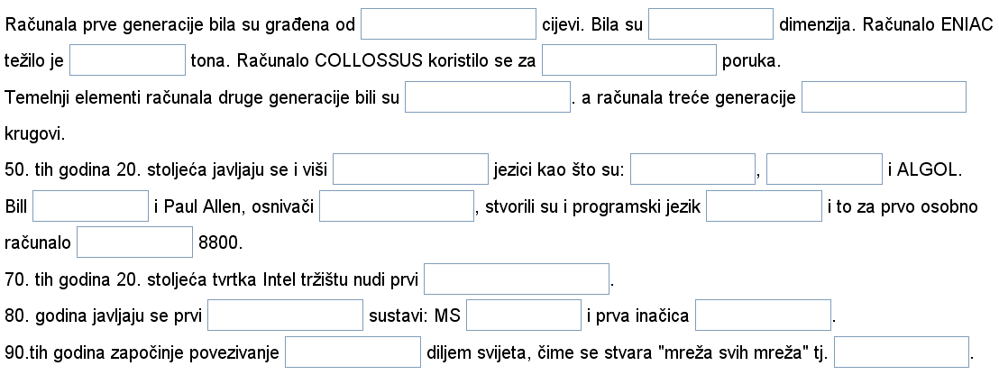 Računala prve generacije bila su građena od cijevi. Bila su dimenzija. Računalo ENIAC
težilo je tona. Računalo COLLOSSUS koristilo se za poruka.
Temelnji elementi računala druge generacije bili su . a računala treće generacije
krugovi.
50. tih godina 20. stoljeća javljaju se i viši jezici kao što su: , i ALGOL.
Bill i Paul Allen, osnivači , stvorili su i programski jezik i to za prvo osobno
računalo 8800.
70. tih godina 20. stoljeća tvrtka Intel tržištu nudi prvi .
80. godina javljaju se prvi sustavi: MS i prva inačica .
90.tih godina započinje povezivanje diljem svijeta, čime se stvara "mreža svih mreža" tj. .